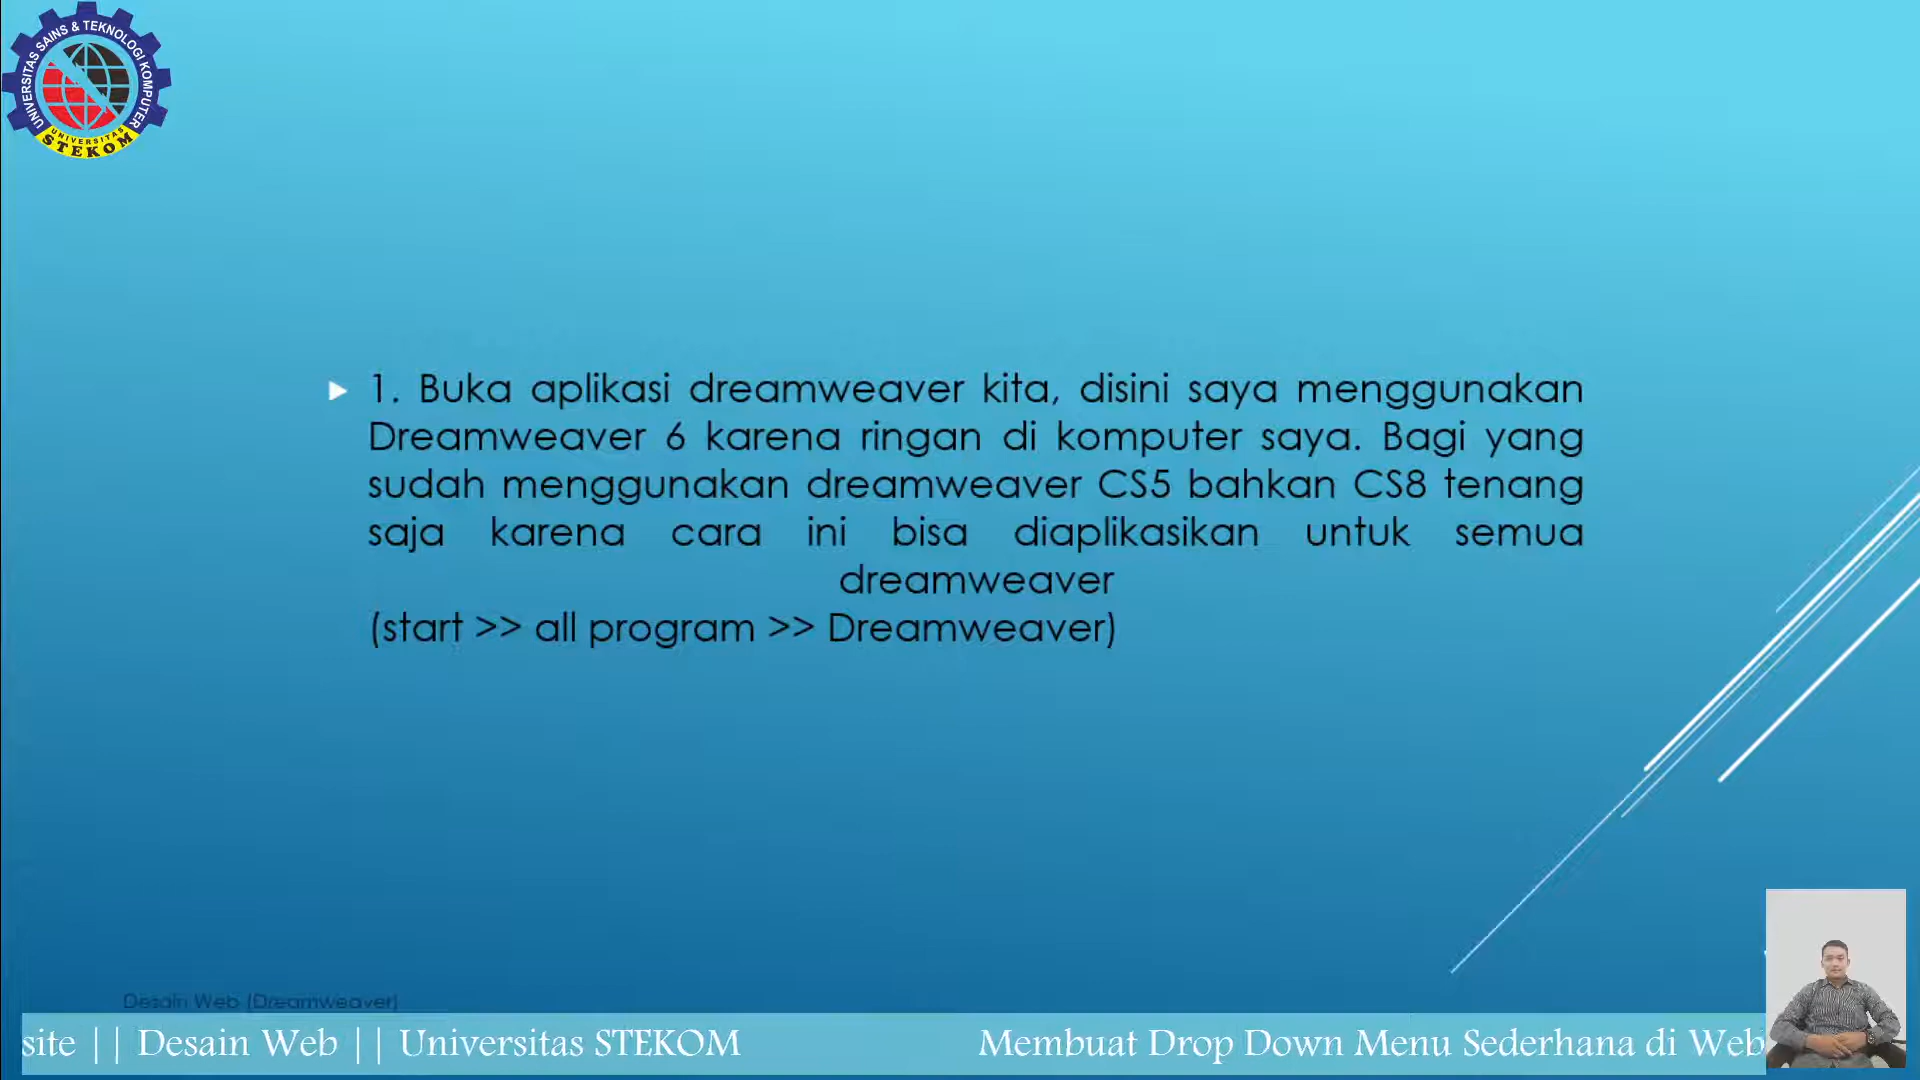 UNIVERSITAS SAINS & TEKNOLOGI KOMPUTER
UNIVERSITAS
STEKOM
1. Buka aplikasi dreamweaver kita, disini saya menggunakan
Dreamweaver 6 karena ringan di komputer saya. Bagi yang
sudah menggunakan dreamweaver CS5 bahkan CS8 tenang
saja karena cara ini bisa diaplikasikan untuk semua
dreamweaver
(start >> all program >> Dreamweaver)
Desain Web (Dreamweaver)
site || Desain Web || Universitas STEKOM Membuat Drop Down Menu Sederhana di Web